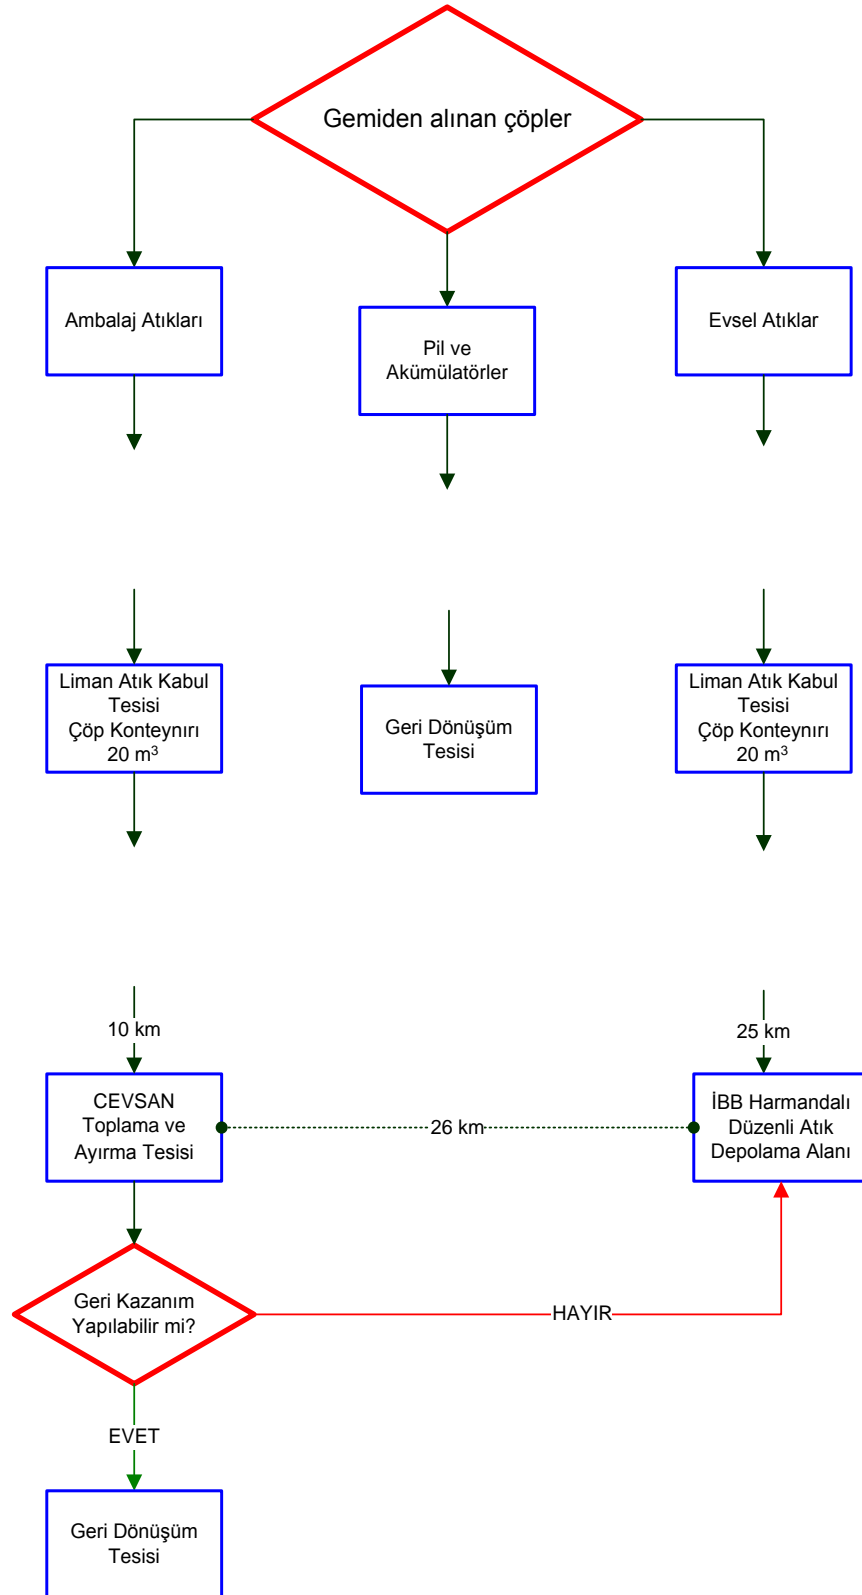 Gemiden alınan çöpler
Ambalaj Atıkları
Pil ve
Akümülatörler
Evsel Atıklar
Liman Atık Kabul
Tesisi
Çöp Konteynırı
20 m³
Geri Dönüşüm
Tesisi
Liman Atık Kabul
Tesisi
Çöp Konteynırı
20 m³
10 km
25 km
CEVSAN
Toplama ve
Ayırma Tesisi
26 km
İBB Harmandalı
Düzenli Atık
Depolama Alanı
Geri Kazanım
Yapılabilir mi?
HAYIR
EVET
Geri Dönüşüm
Tesisi